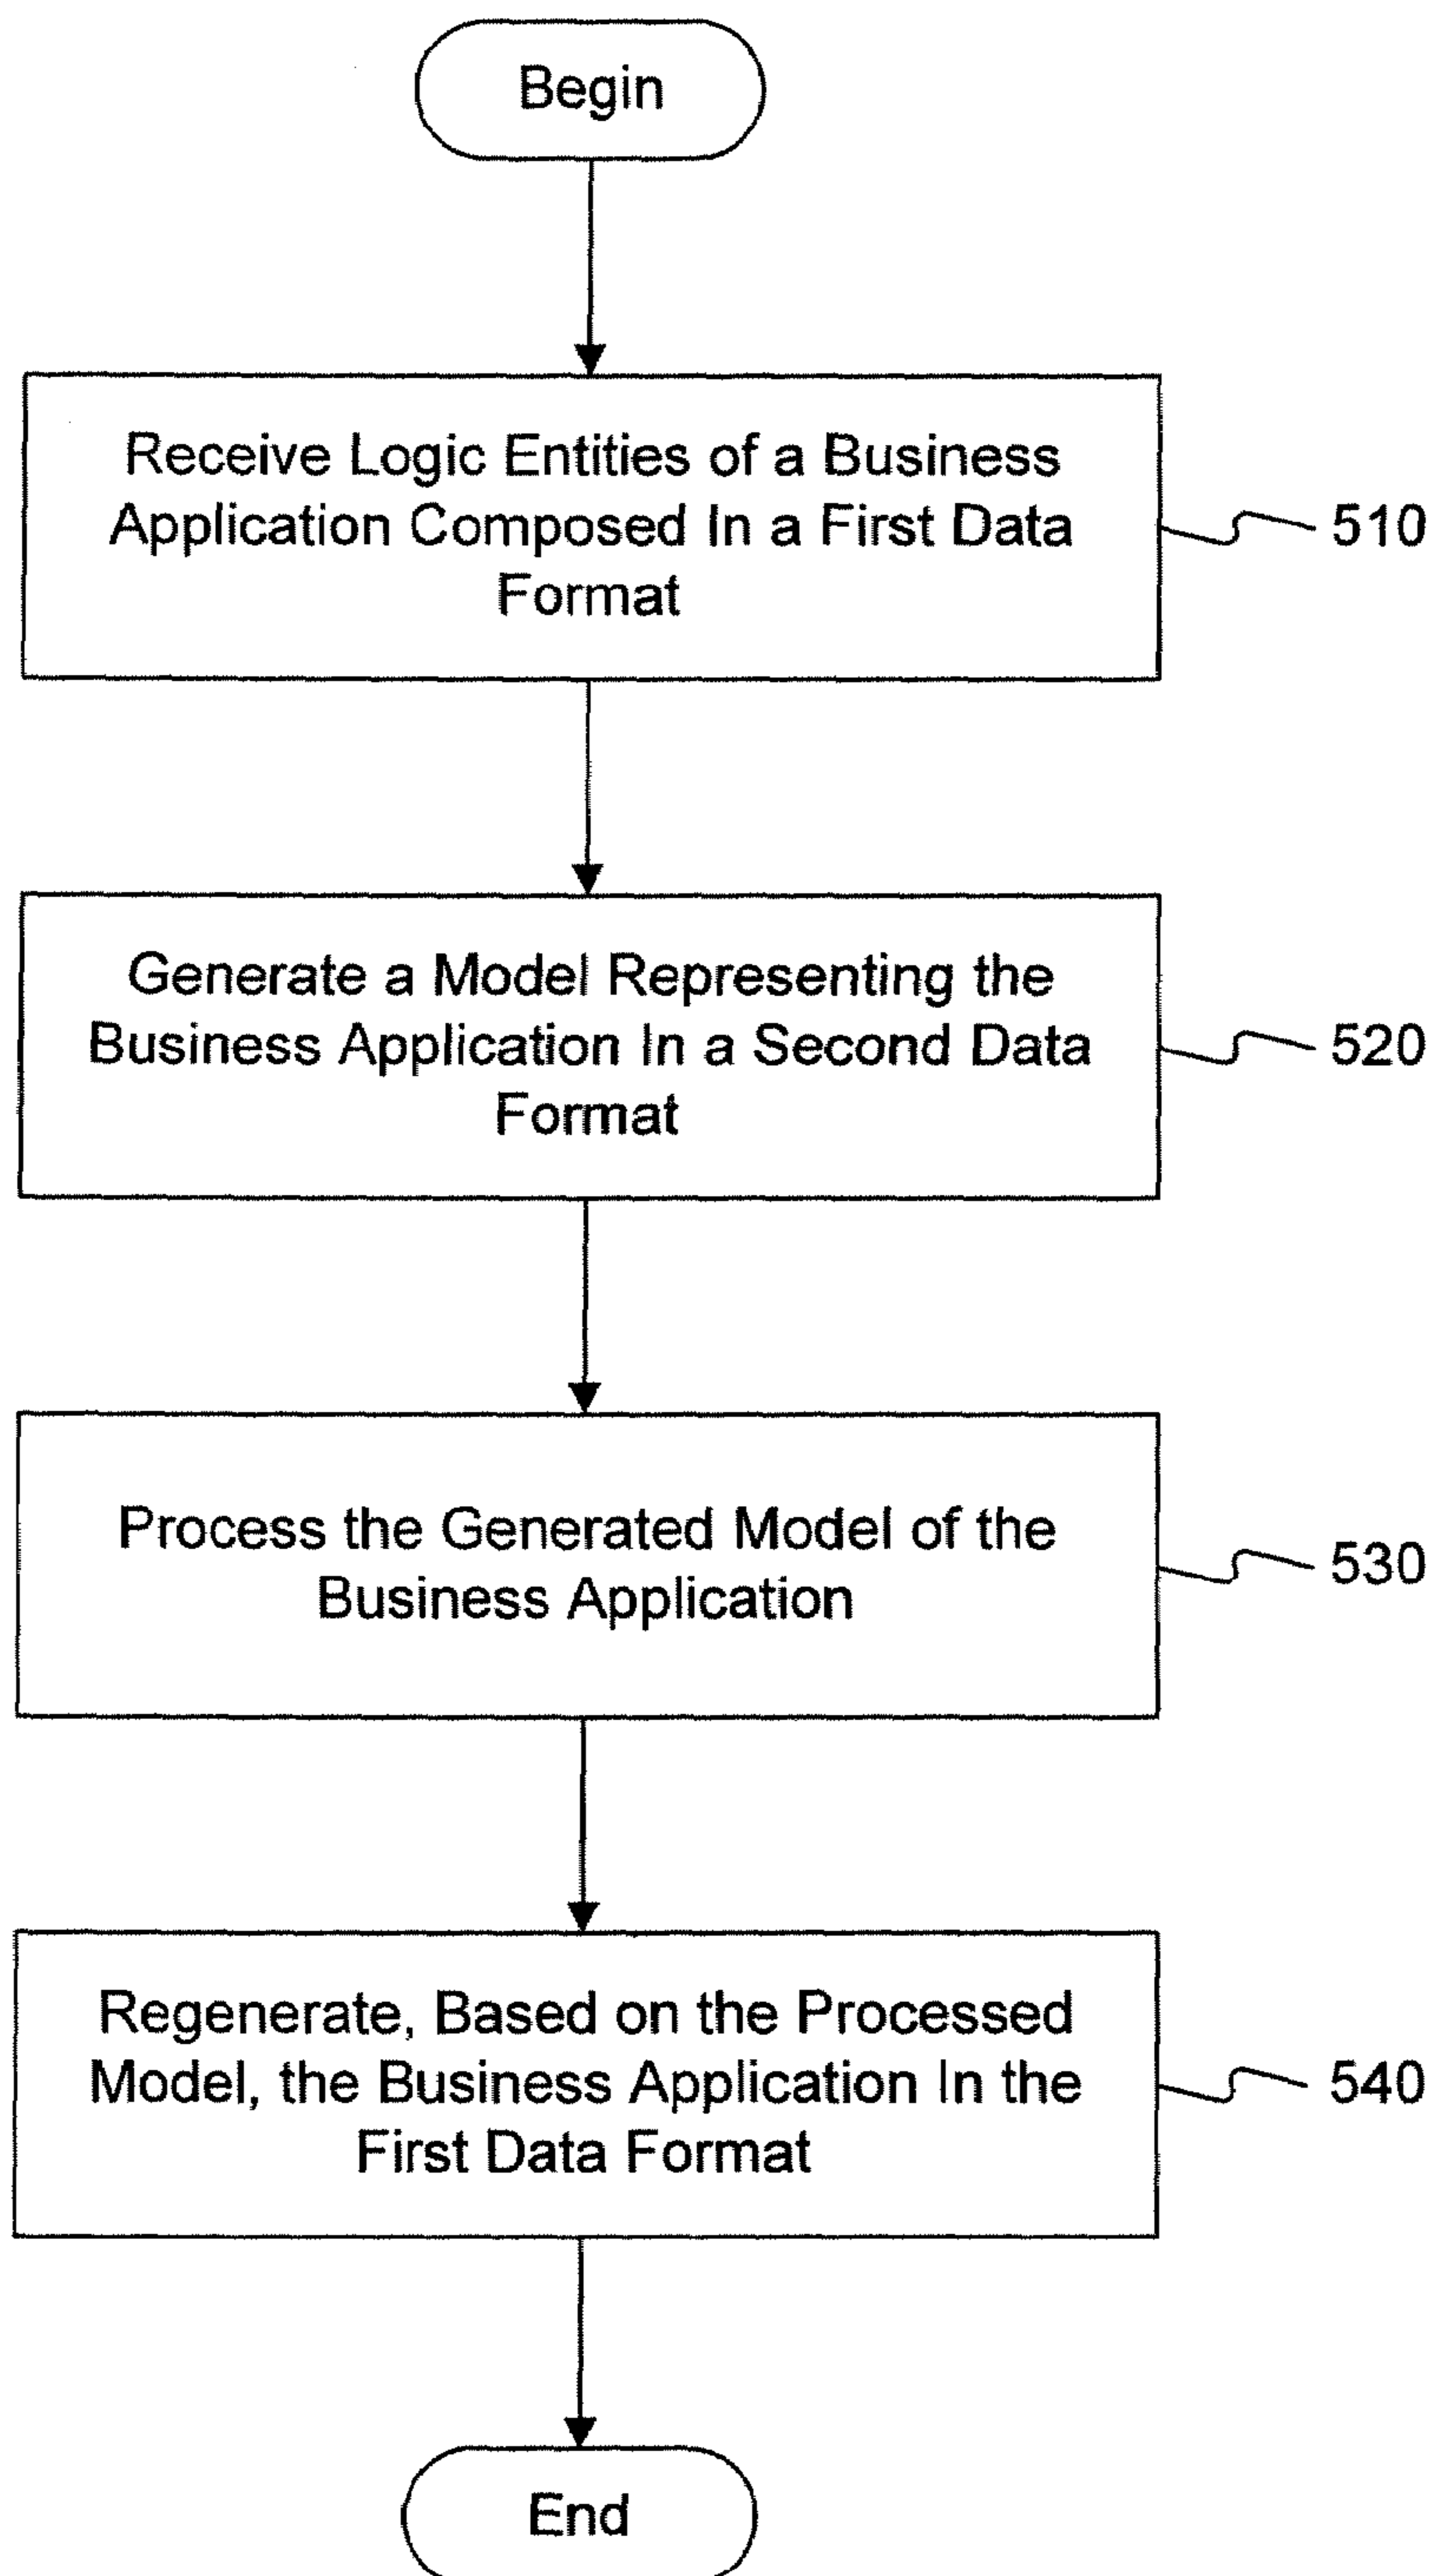 Begin
Receive Logic Entities of a Business
Application Composed In a First Data
Format
510
Generate a Model Representing the
Business Application In a Second Data
Format
520
Process the Generated Model of the
Business Application
530
Regenerate, Based on the Processed
Model, the Business Application In the
First Data Format
540
End